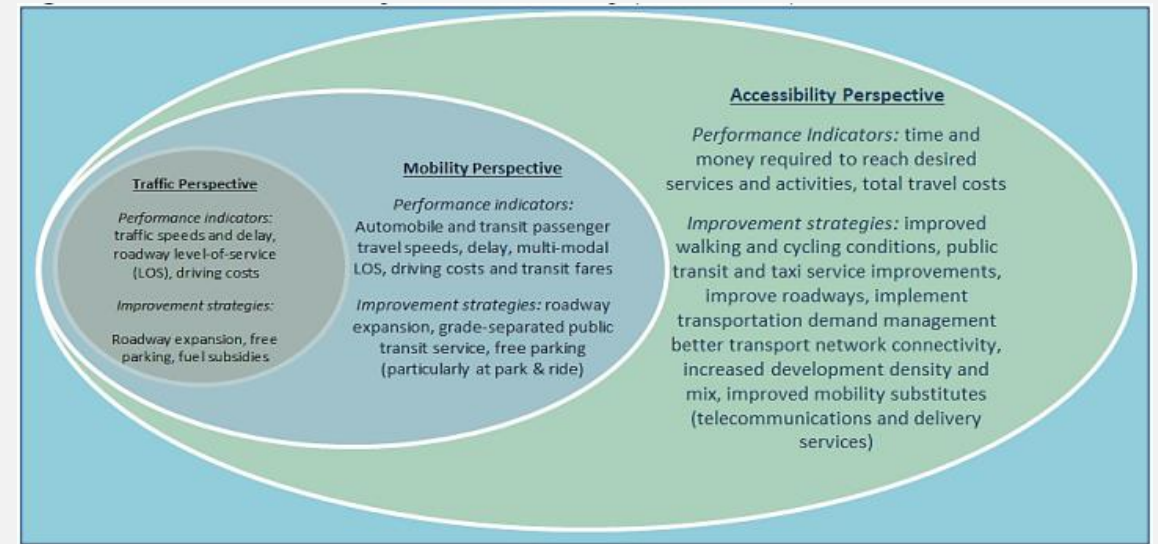 Traffic Perspective
Performance indicators:
traffic speeds and delay,
roadway level-of-service
(LOS), driving costs
Improvement strategies:
Roadway expansion, free
parking, fuel subsidies
Mobility Perspective
Performance indicators:
Automobile and transit passenger
travel speeds, delay, multi-modal
LOS, driving costs and transit fares
Improvement strategies: roadway
expansion, grade-separated public
transit service, free parking
(particularly at park & ride)
Accessibility Perspective
Performance Indicators: time and
money required to reach desired
services and activities, total travel costs
Improvement strategies: improved
walking and cycling conditions, public
transit and taxi service improvements,
improve roadways, implement
transportation demand management
better transport network connectivity,
increased development density and
mix, improved mobility substitutes
(telecommunications and delivery
services)